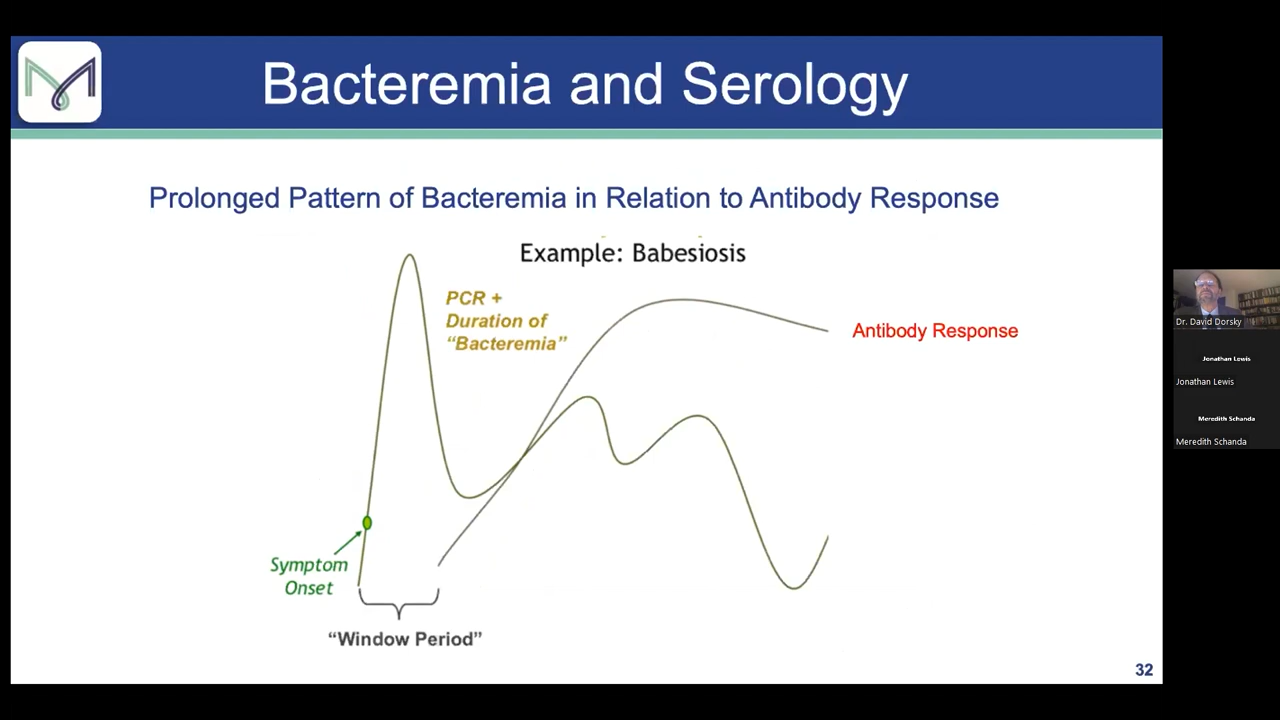 Bacteremia and Serology
Prolonged Pattern of Bacteremia in Relation to Antibody Response
Example: Babesiosis
PCR +
Duration of
“Bacteremia”
Antibody Response
Symptom
Onset
“Window Period”
32
Dr. David Dorsky
Jonathan Lewis
Jonathan Lewis
Meredith Schanda
Meredith Schanda